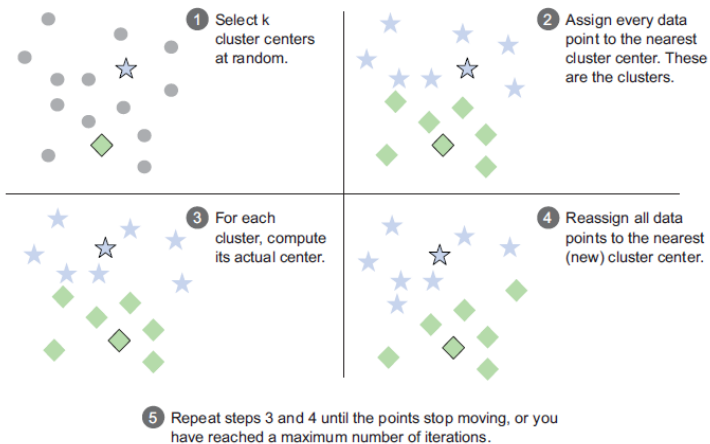 1 Select k
cluster centers
at random.
2 Assign every data
point to the nearest
cluster center. These
are the clusters.
3 For each
cluster, compute
its actual center.
4 Reassign all data
points to the nearest
(new) cluster center.
5 Repeat steps 3 and 4 until the points stop moving, or you
have reached a maximum number of iterations.